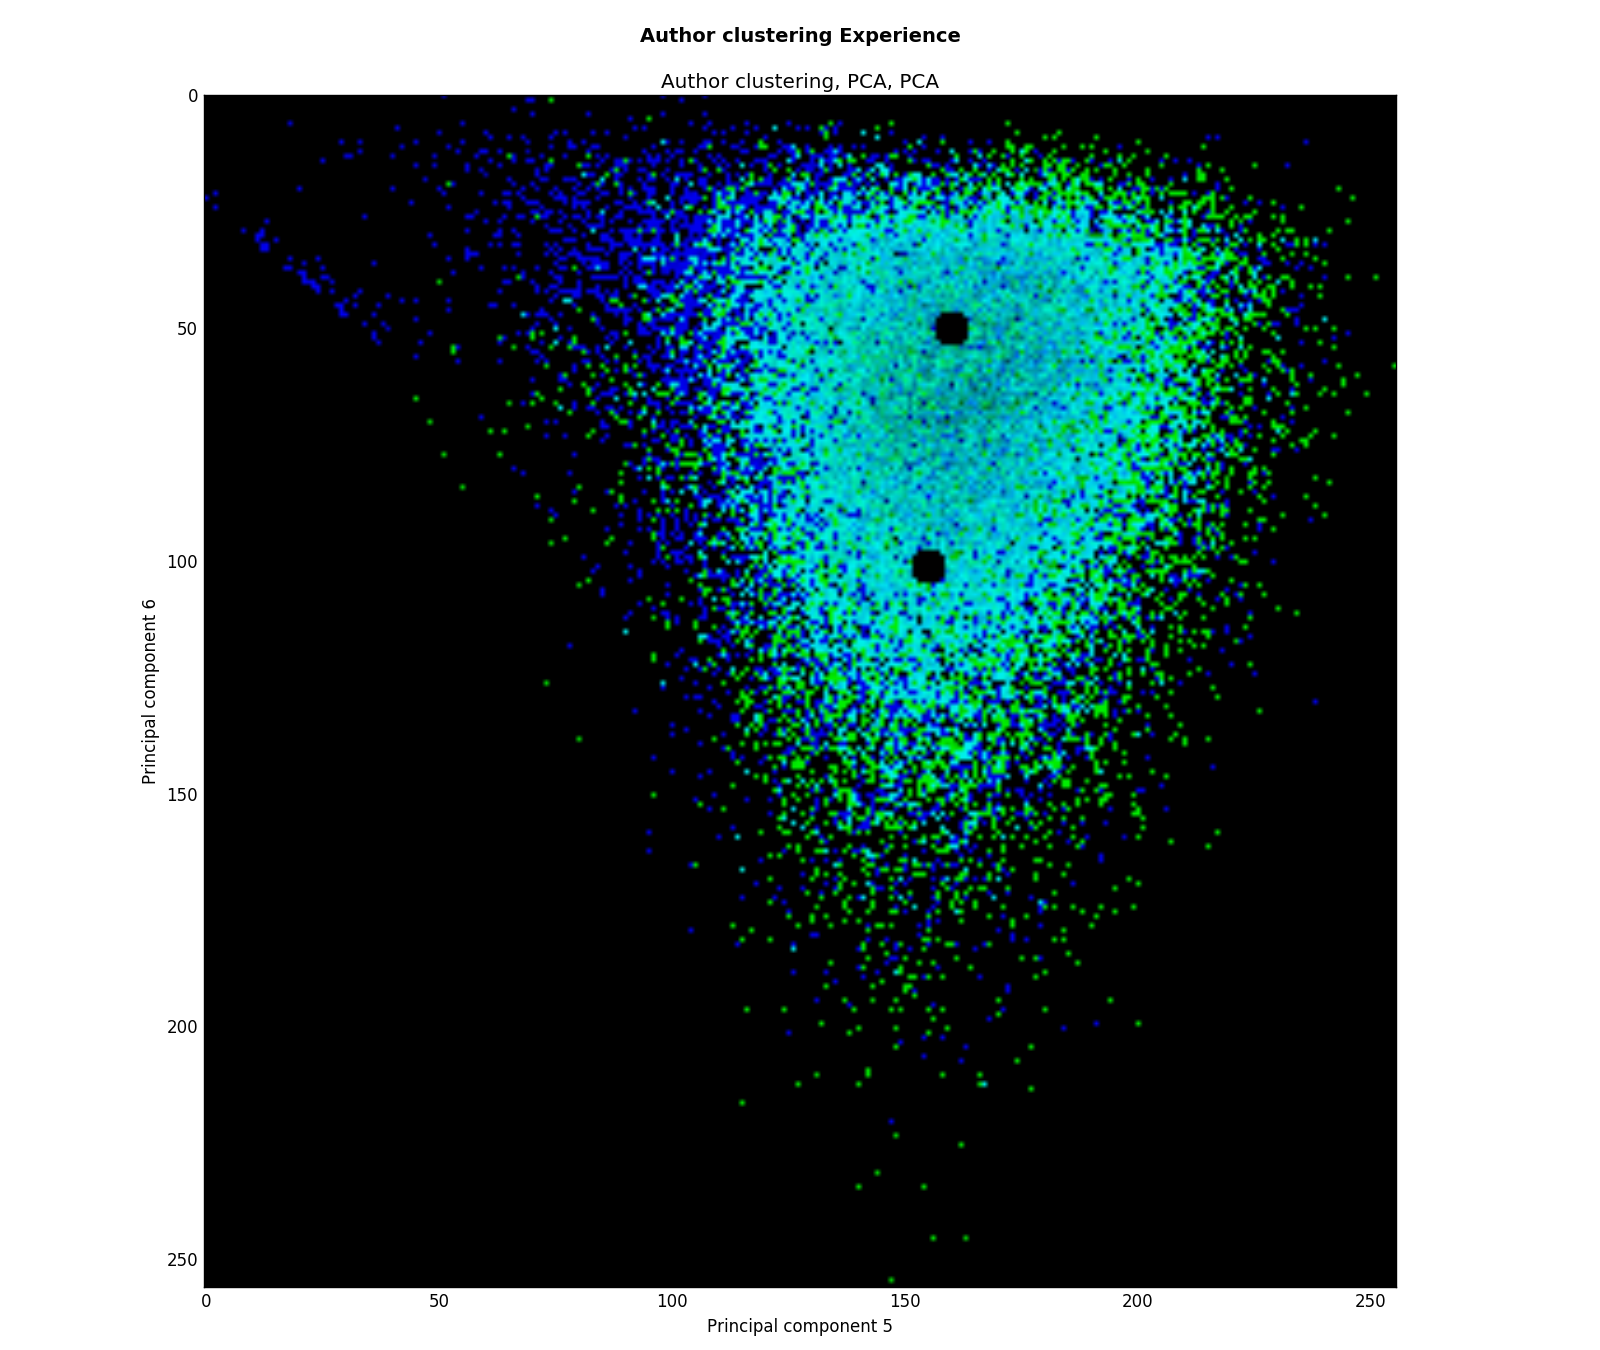 Author clustering Experience
Author clustering, PCA, PCA
0
50
100
150
200
250
Principal component 6
0 50 100 150 200 250
Principal component 5